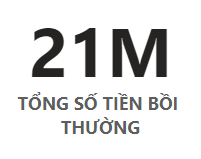 21M
TỔNG SỐ TIỀN BỒI
THƯỜNG